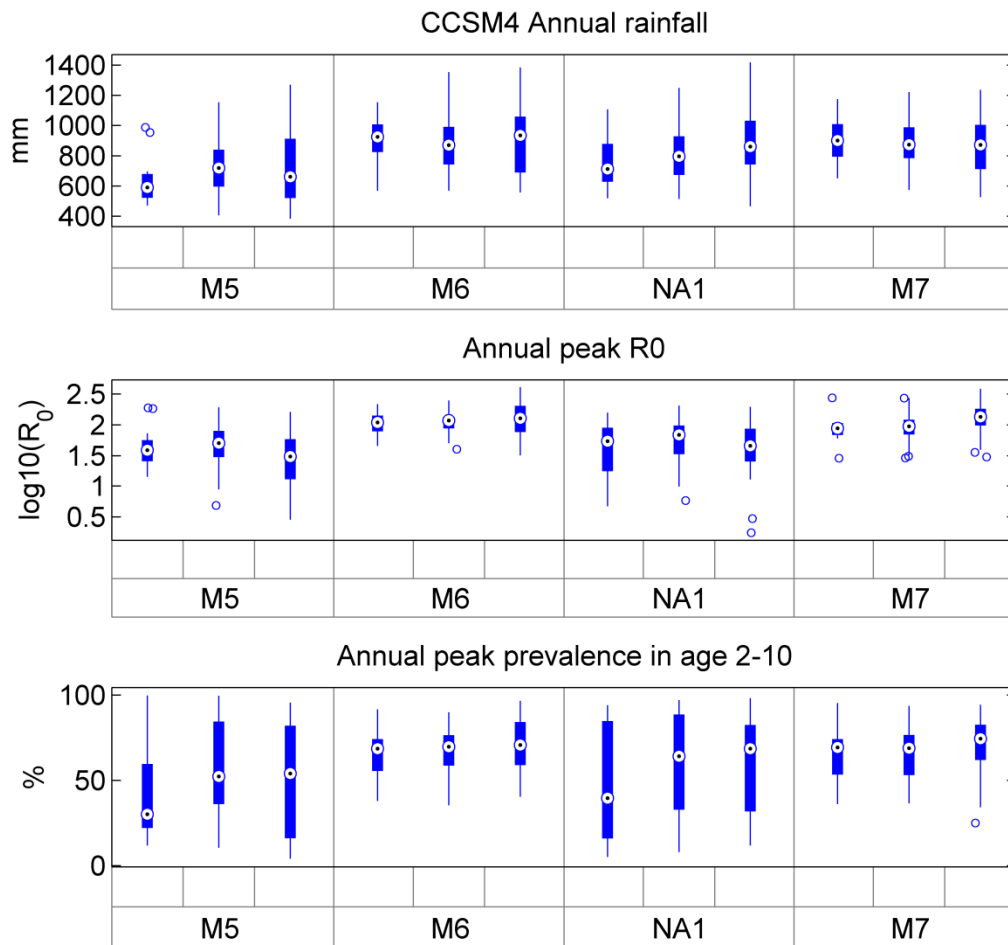 CCSM4 Annual rainfall
mm
1400
1200
1000
800
600
400
M5 M6 NA1 M7
Annual peak R0
log10(R_0)
2.5
2
1.5
1
0.5
M5 M6 NA1 M7
Annual peak prevalence in age 2-10
%
100
50
0
M5 M6 NA1 M7